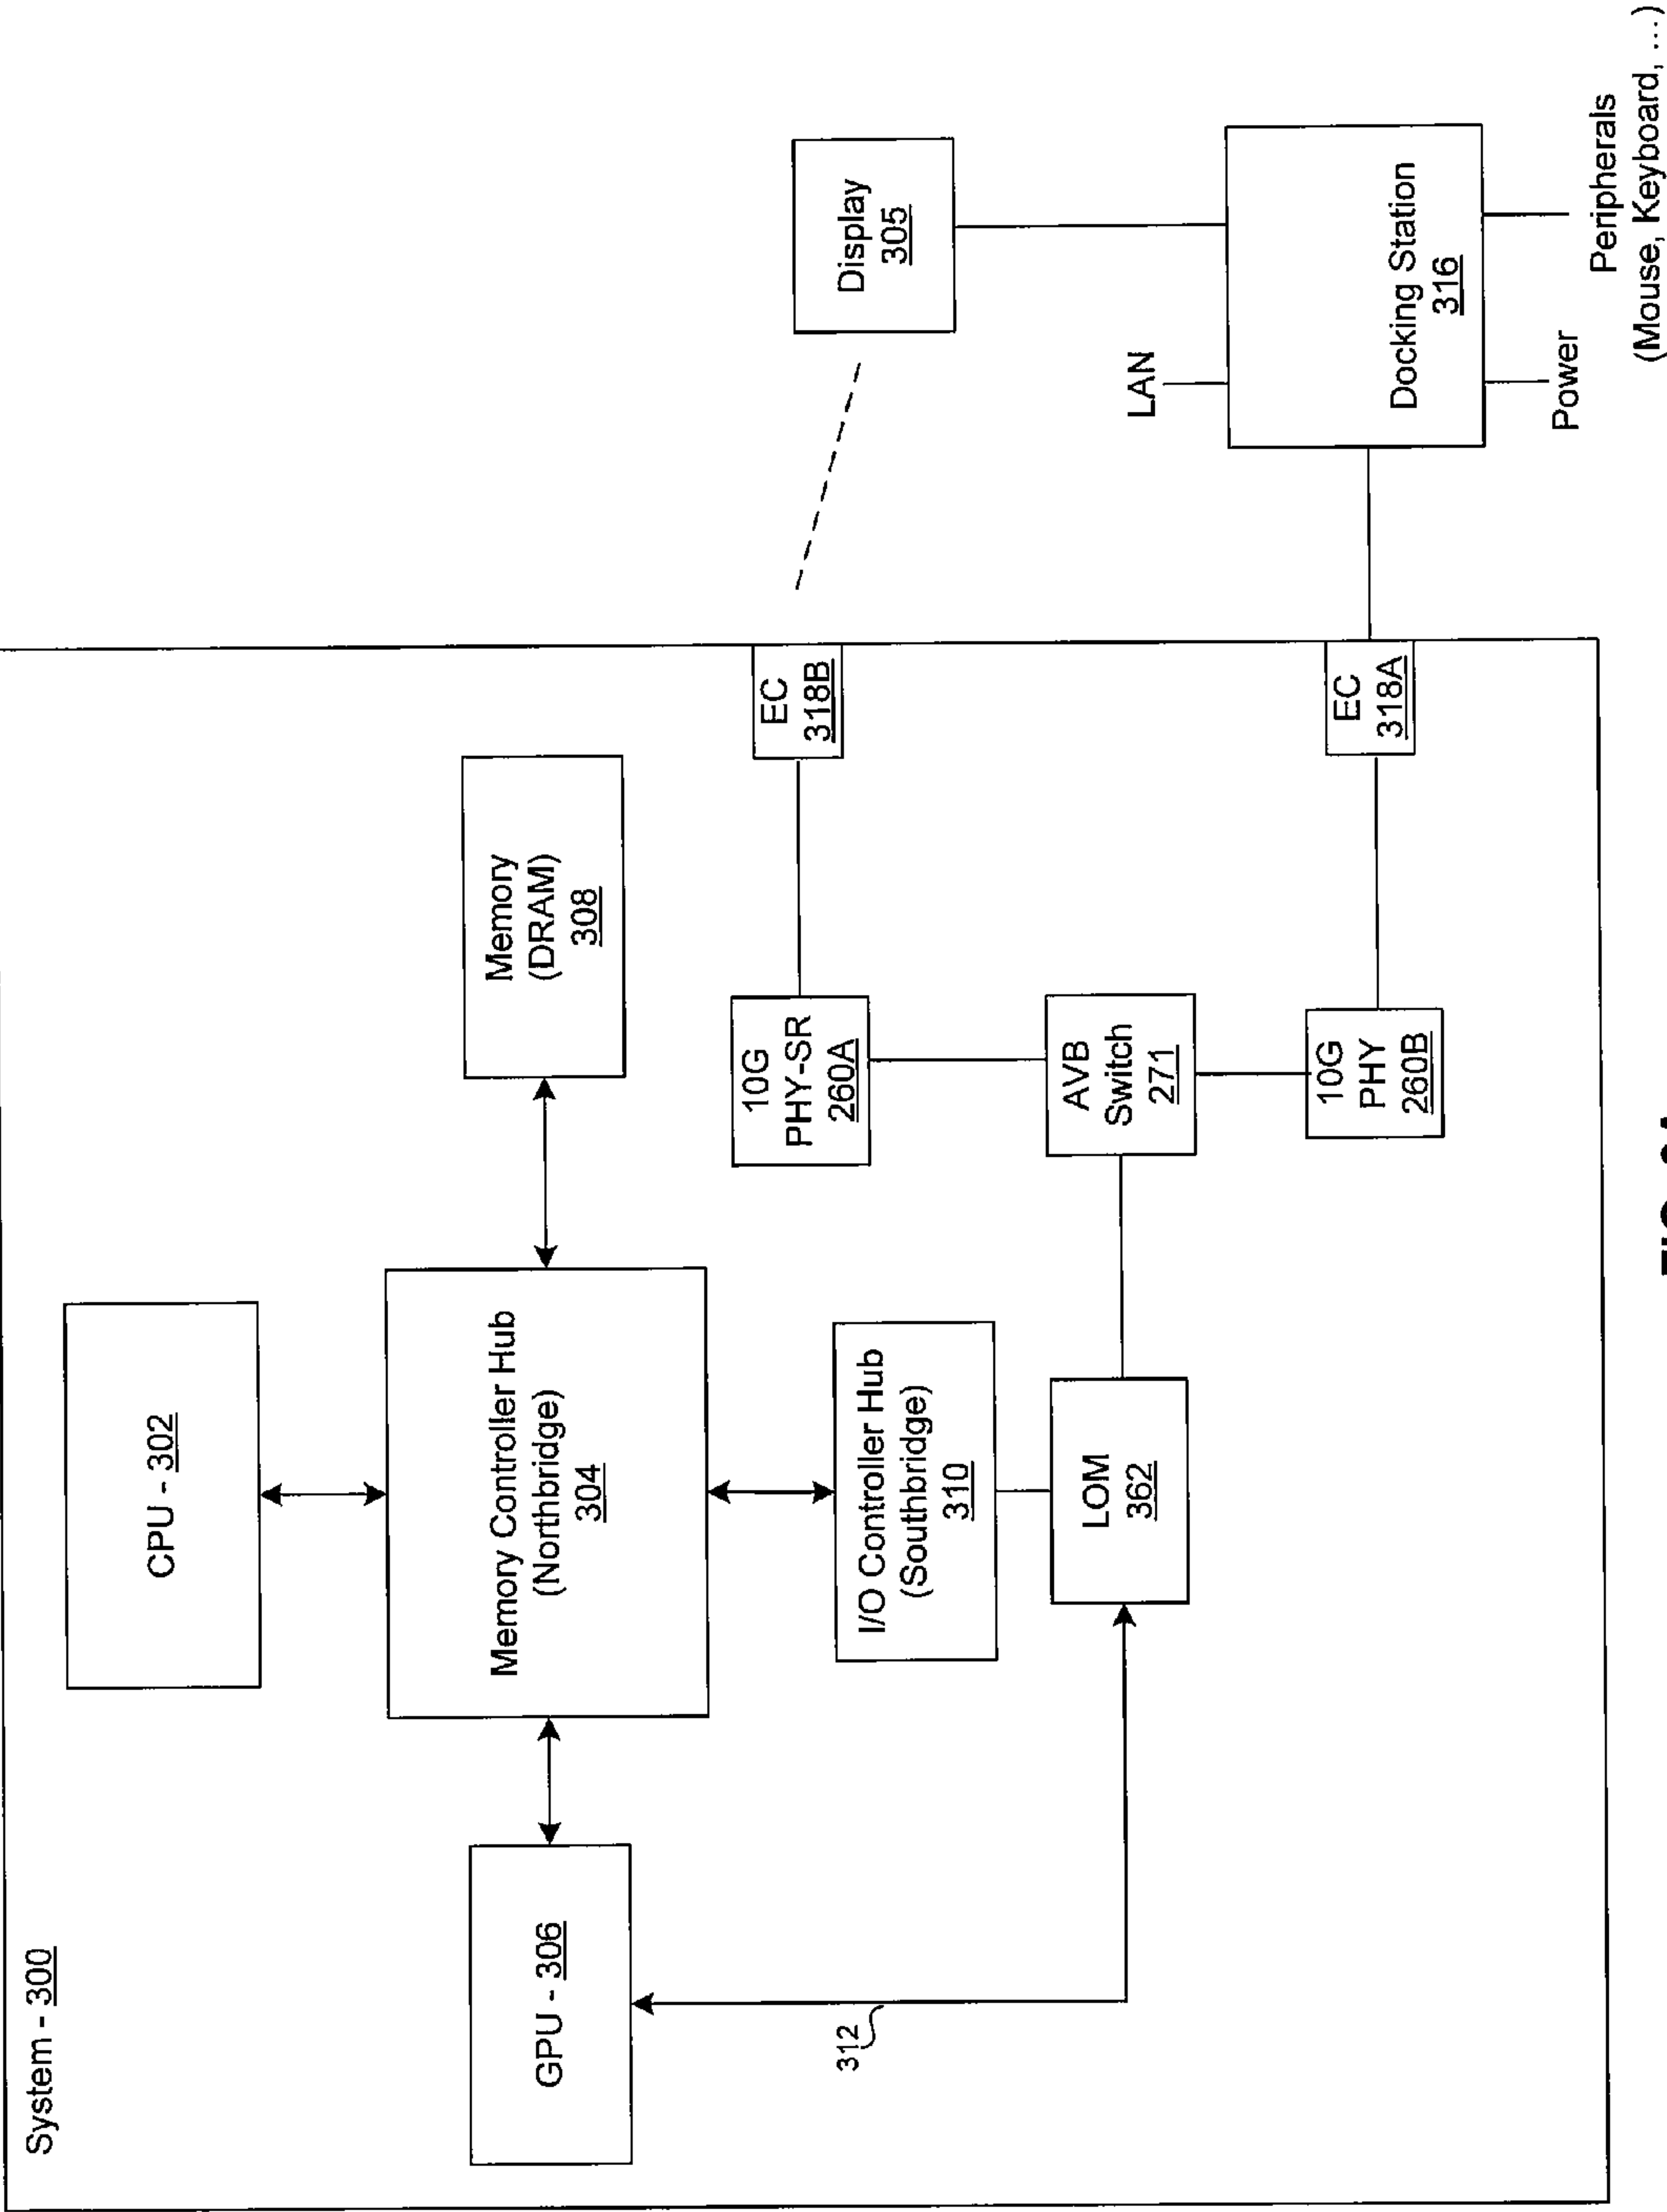 System - 300
CPU - 302
GPU - 306
Memory Controller Hub
(Northbridge)
304
Memory
(DRAM)
308
312
I/O Controller Hub
(Southbridge)
310
LOM
362
10G
PHY-SR
260A
AVB
Switch
271
10G
PHY
260B
EC
318B
EC
318A
Display
305
LAN
Docking Station
316
Power
Peripherals
(Mouse, Keyboard, ...)